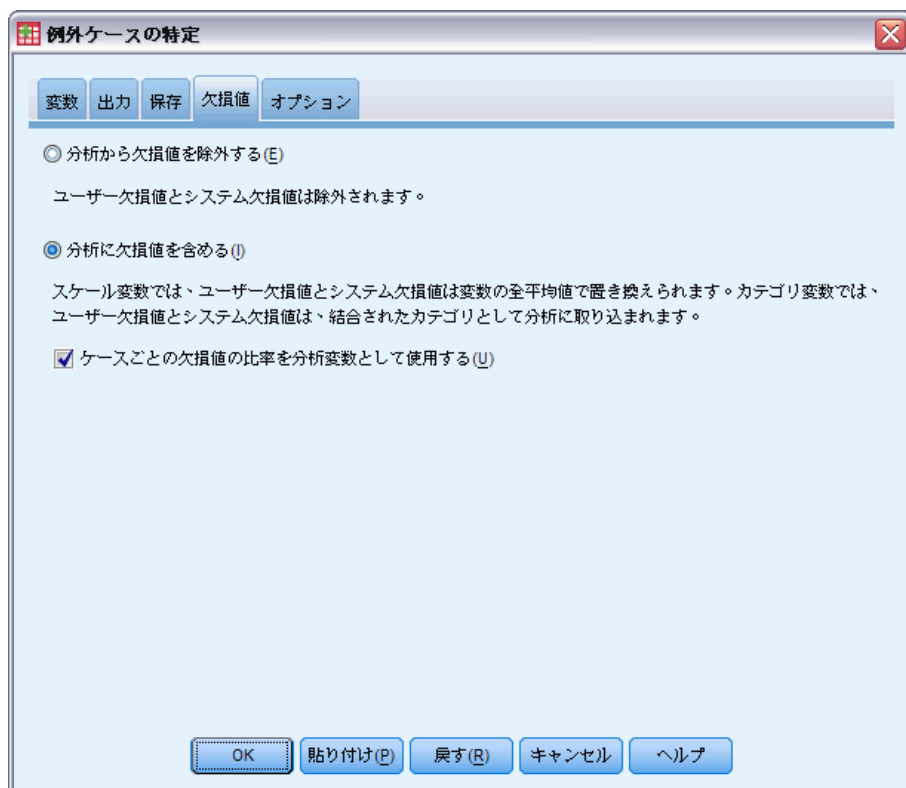 例外ケースの特定
変数 出力 保存 欠損値 オプション
分析から欠損値を除外する(E)
ユーザー欠損値とシステム欠損値は除外されます。
分析に欠損値を含める(I)
スケール変数では、ユーザー欠損値とシステム欠損値は変数の全平均値で置き換えられます。カテゴリ変数では、
ユーザー欠損値とシステム欠損値は、結合されたカテゴリとして分析に取り込まれます。
ケースごとの欠損値の比率を分析変数として使用する(U)
OK 貼り付け(P) 戻す(R) キャンセル ヘルプ